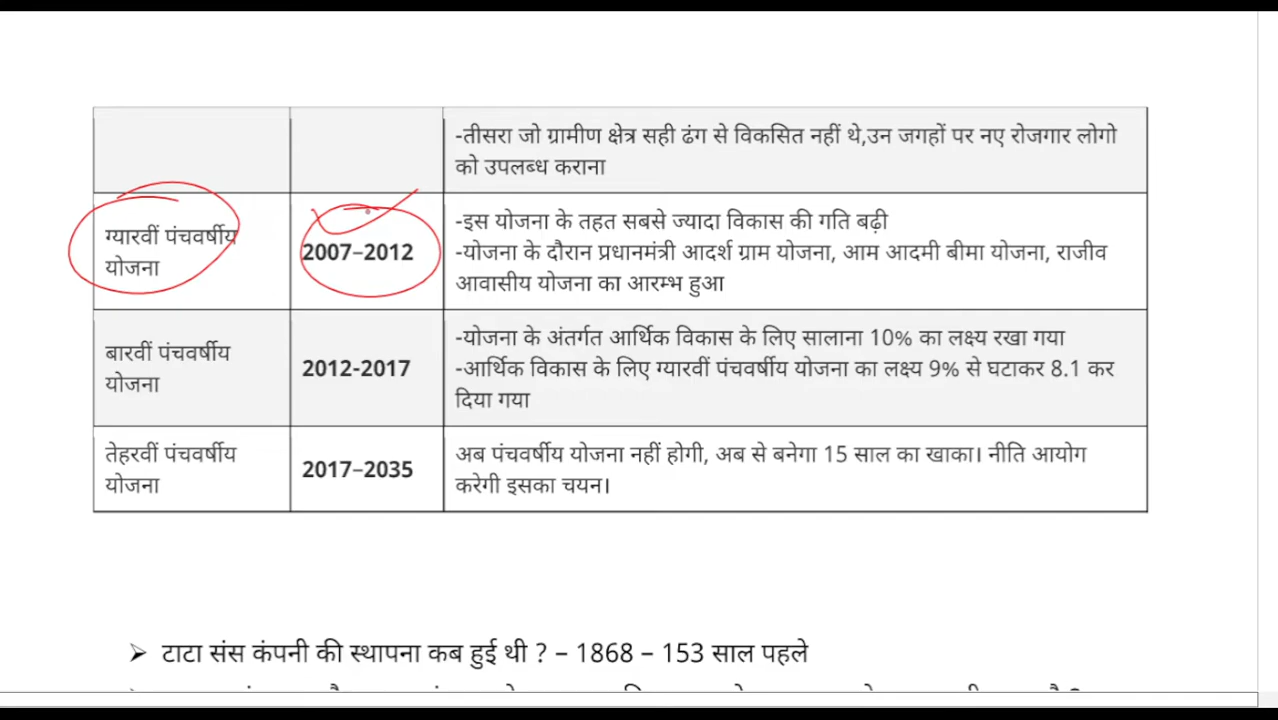 -तीसरा जो ग्रामीण क्षेत्र सही ढंग से विकसित नहीं थे,उन जगहों पर नए रोजगार लोगो
को उपलब्ध कराना
ग्यारवीं पंचवर्षीय
योजना
2007–2012
-इस योजना के तहत सबसे ज्यादा विकास की गति बढ़ी
-योजना के दौरान प्रधानमंत्री आदर्श ग्राम योजना, आम आदमी बीमा योजना, राजीव
आवासीय योजना का आरम्भ हुआ
बारवीं पंचवर्षीय
योजना
2012-2017
-योजना के अंतर्गत आर्थिक विकास के लिए सालाना 10% का लक्ष्य रखा गया
-आर्थिक विकास के लिए ग्यारवीं पंचवर्षीय योजना का लक्ष्य 9% से घटाकर 8.1 कर
दिया गया
तेहरवीं पंचवर्षीय
योजना
2017–2035
अब पंचवर्षीय योजना नहीं होगी, अब से बनेगा 15 साल का खाका। नीति आयोग
करेगी इसका चयन।
➢ टाटा संस कंपनी की स्थापना कब हुई थी ? – 1868 – 153 साल पहले